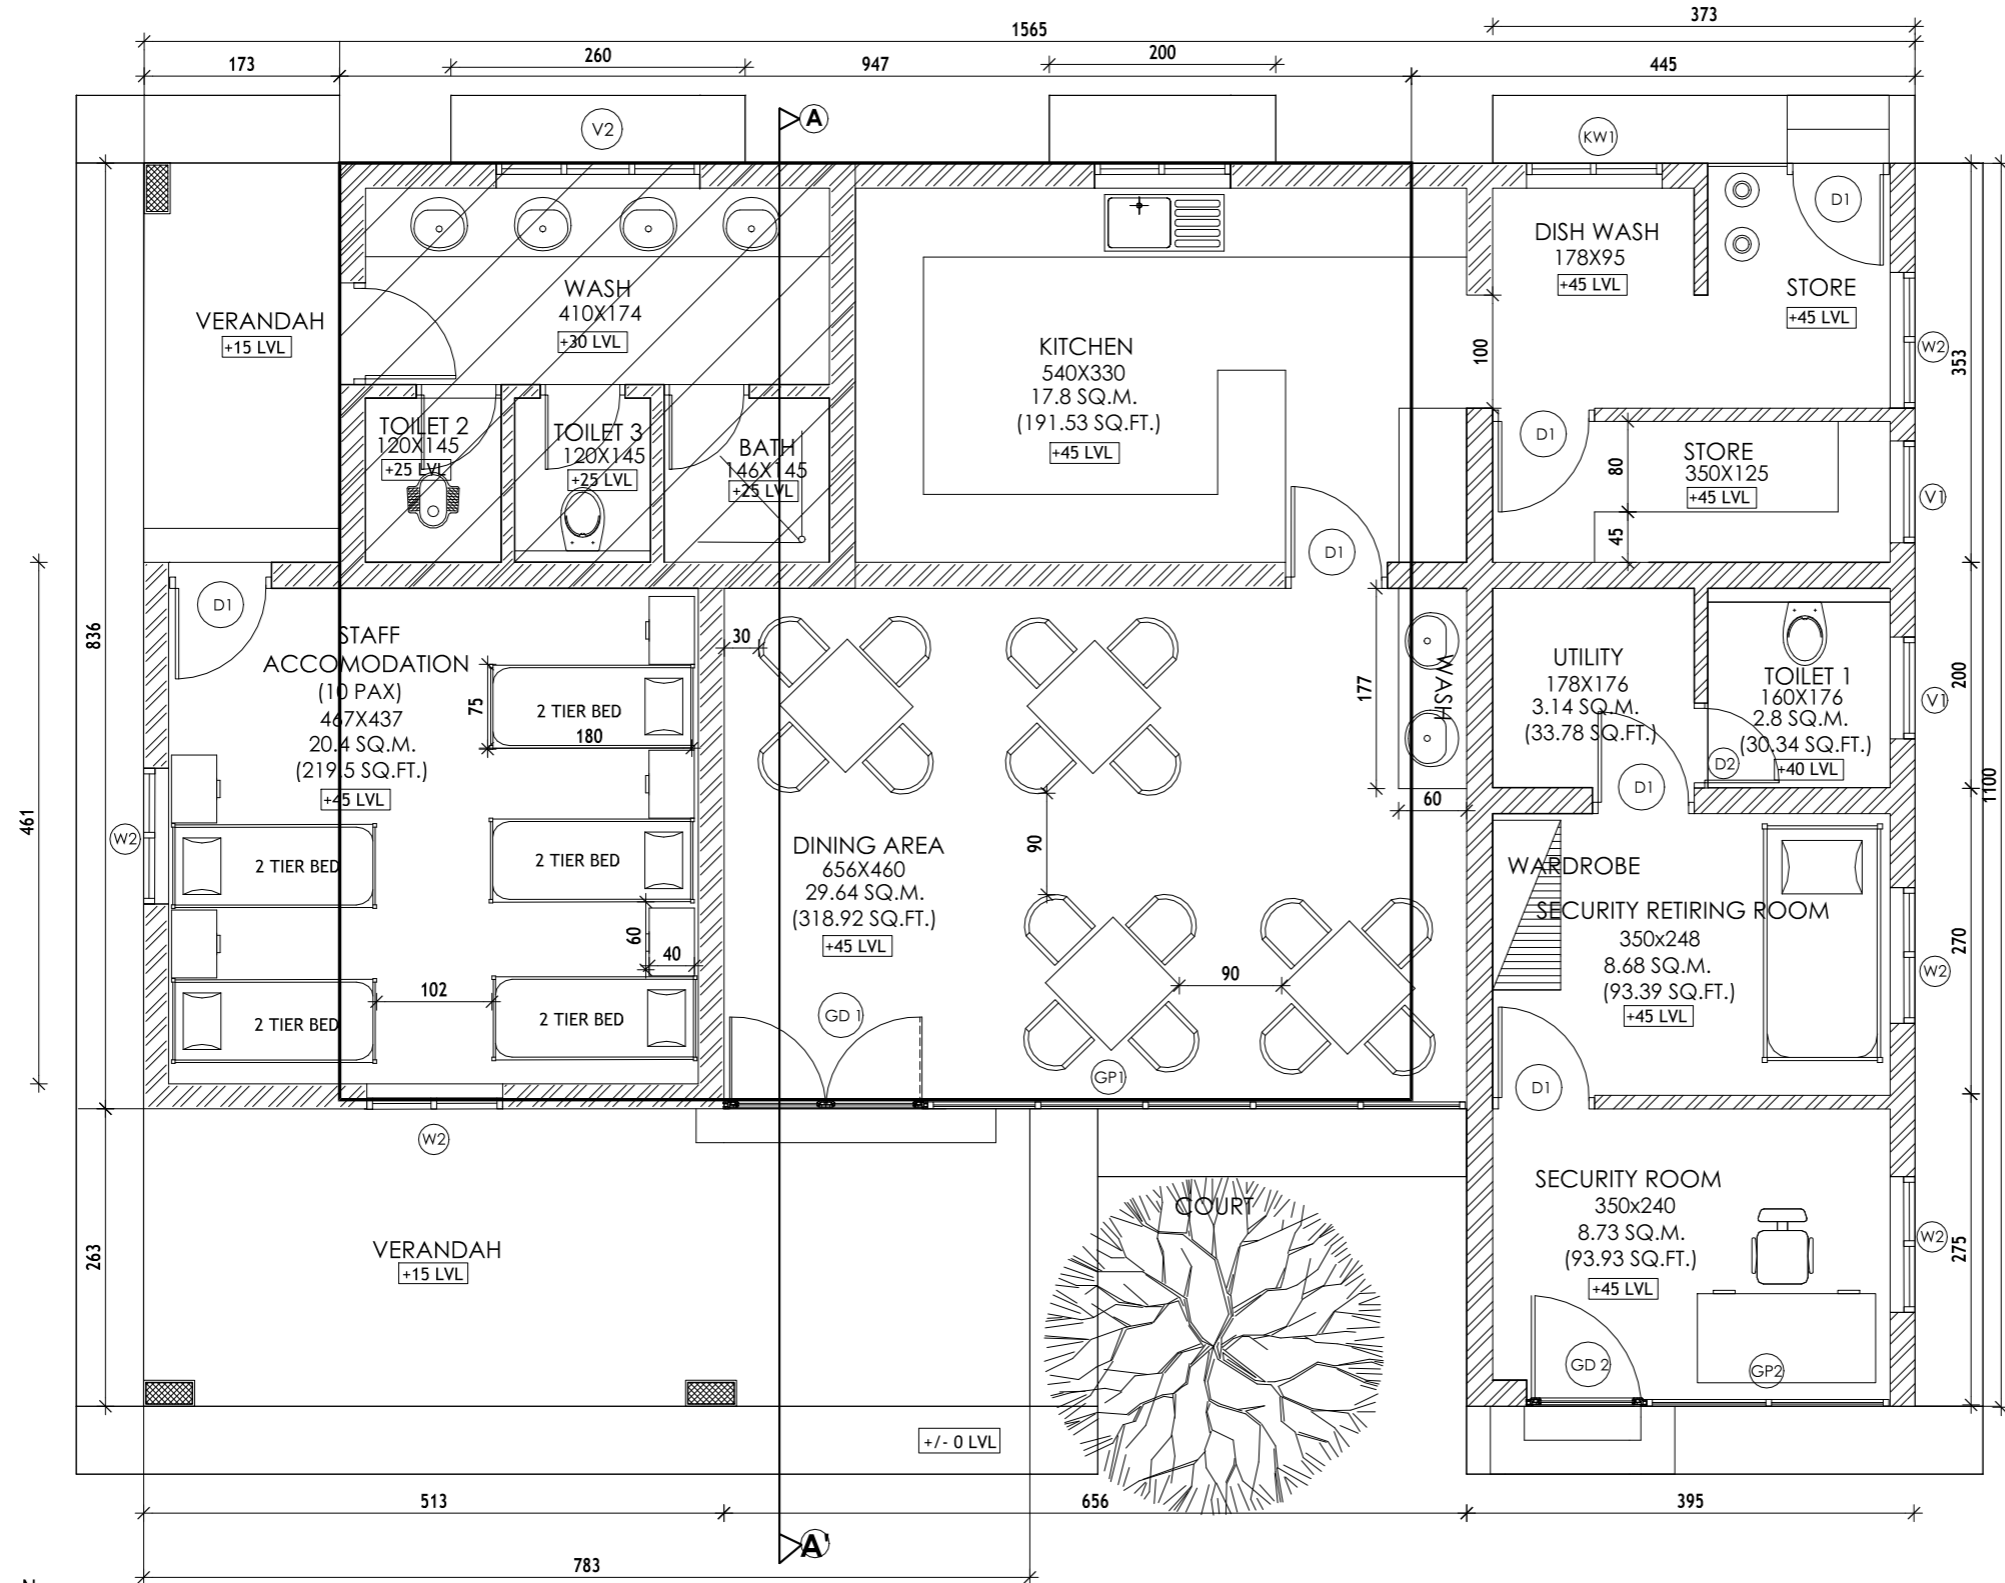 373
1565
173
260
947
200
445
A
V2
KW1
D1
DISH WASH
178X95
+45 LVL
STORE
+45 LVL
WASH
410X174
+30 LVL
VERANDAH
+15 LVL
KITCHEN
540X330
17.8 SQ.M.
(191.53 SQ.FT.)
+45 LVL
100
W2
353
TOILET 2
120X145
+25 LVL
TOILET 3
120X145
+25 LVL
BATH
146X145
+25 LVL
D1
80
STORE
350X125
+45 LVL
V1
45
D1
D1
836
STAFF
ACCOMODATION
(10 PAX)
467X437
20.4 SQ.M.
(219.5 SQ.FT.)
+45 LVL
75
2 TIER BED
180
30
177
WASH
60
UTILITY
178X176
3.14 SQ.M.
(33.78 SQ.FT.)
TOILET 1
160X176
2.8 SQ.M.
(30.34 SQ.FT.)
+40 LVL
D2
D1
V1
200
1100
461
W2
2 TIER BED
2 TIER BED
DINING AREA
656X460
29.64 SQ.M.
(318.92 SQ.FT.)
+45 LVL
90
WARDROBE
SECURITY RETIRING ROOM
350x248
8.68 SQ.M.
(93.39 SQ.FT.)
+45 LVL
W2
270
60
40
102
90
2 TIER BED
2 TIER BED
GD 1
GP1
D1
W2
263
VERANDAH
+15 LVL
COURT
SECURITY ROOM
350x240
8.73 SQ.M.
(93.93 SQ.FT.)
+45 LVL
W2
275
GD 2
GP2
+/- 0 LVL
513
656
395
A'
783